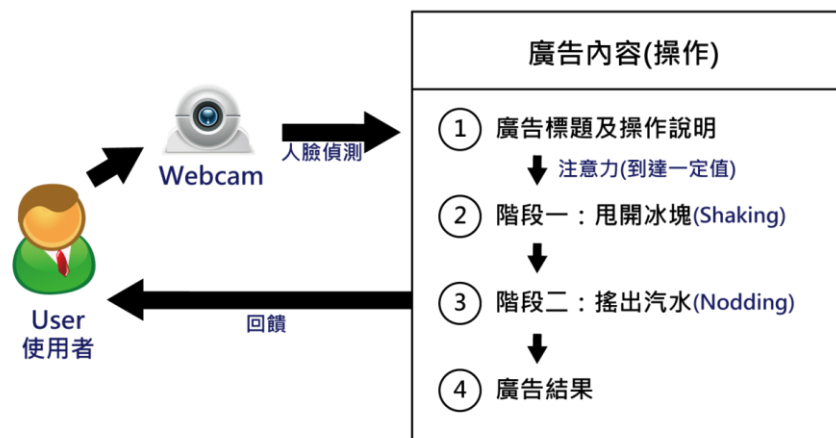 Webcam
人臉偵測
User
使用者
回饋
廣告內容(操作)
1 廣告標題及操作說明
注意力(到達一定值)
2 階段一：甩開冰塊(Shaking)
3 階段二：搖出汽水(Nodding)
4 廣告結果